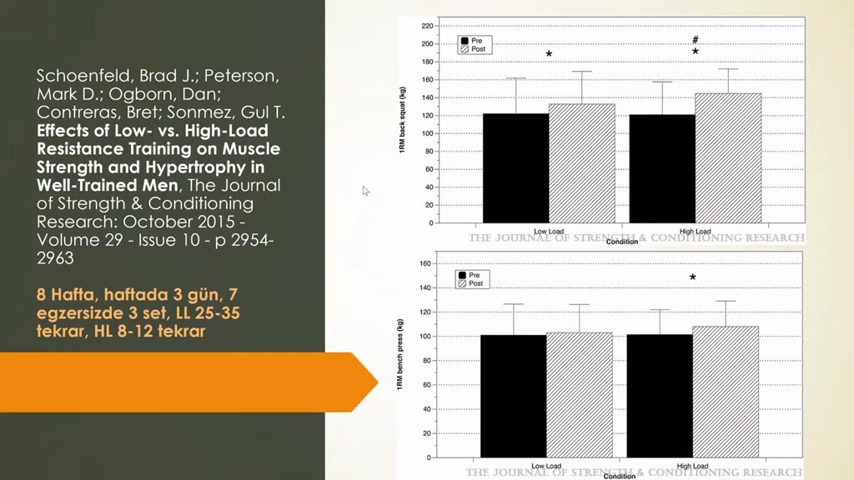 Schoenfeld, Brad J.; Peterson,
Mark D.; Ogborn, Dan;
Contreras, Bret; Sonmez, Gul T.
Effects of Low- vs. High-Load
Resistance Training on Muscle
Strength and Hypertrophy in
Well-Trained Men, The Journal
of Strength & Conditioning
Research: October 2015 -
Volume 29 - Issue 10 - p 2954-
2963
8 Hafta, haftada 3 gün, 7
egzersizde 3 set, LL 25-35
tekrar, HL 8-12 tekrar
220
200
180
160
140
120
100
80
60
40
20
0
1RM back squat (kg)
Pre
Post
*
#
*
Low Load
High Load
THE JOURNAL OF STRENGTH & CONDITIONING RESEARCH
Condition
160
140
120
100
80
60
40
20
0
1RM bench press (kg)
Pre
Post
*
Low Load
High Load
THE JOURNAL OF STRENGTH & CONDITIONING RESEARCH
Condition